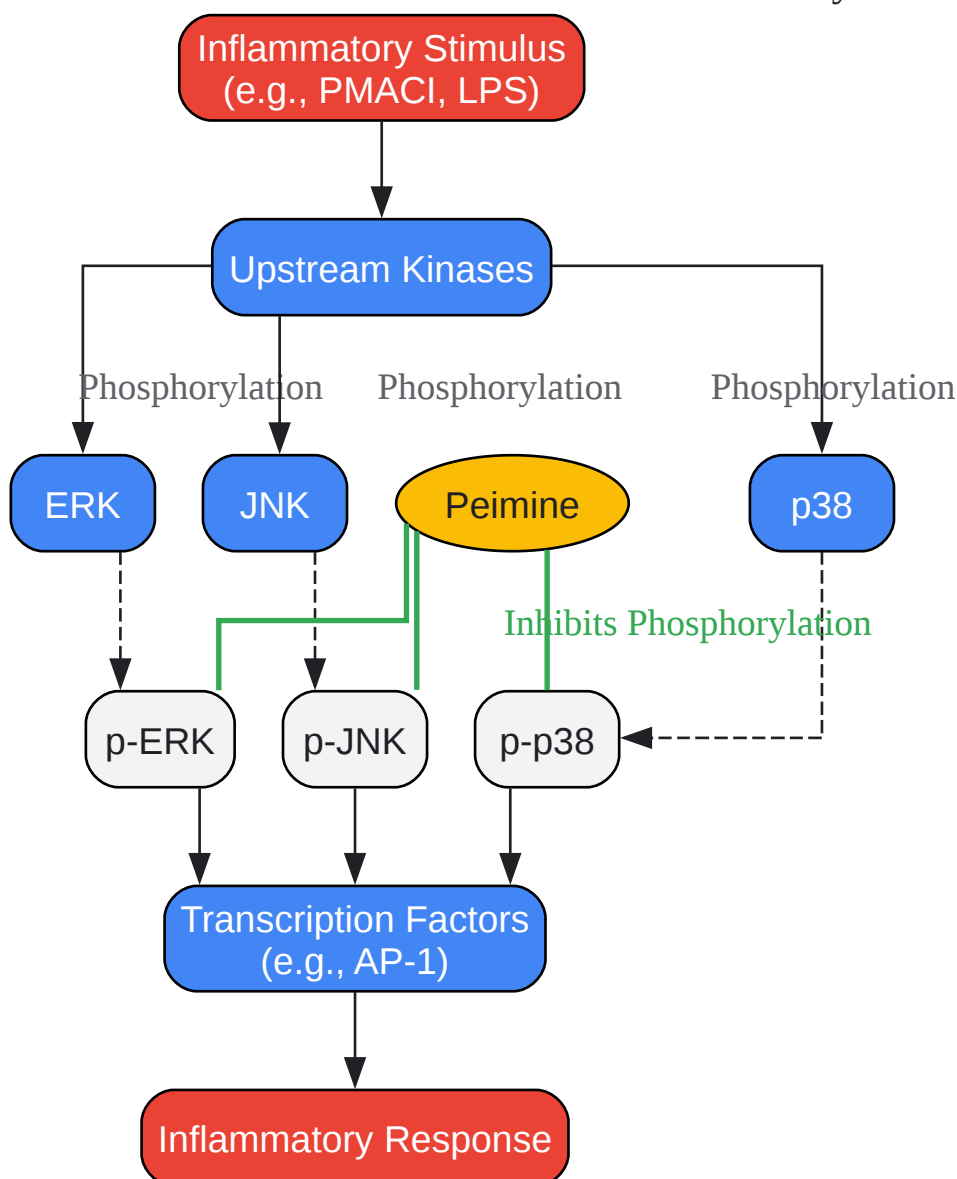 Inflammatory Stimulus
(e.g., PMACI, LPS)
Upstream Kinases
Phosphorylation Phosphorylation Phosphorylation
ERK JNK Peimine p38
Inhibits Phosphorylation
p-ERK p-JNK p-p38
Transcription Factors
(e.g., AP-1)
Inflammatory Response